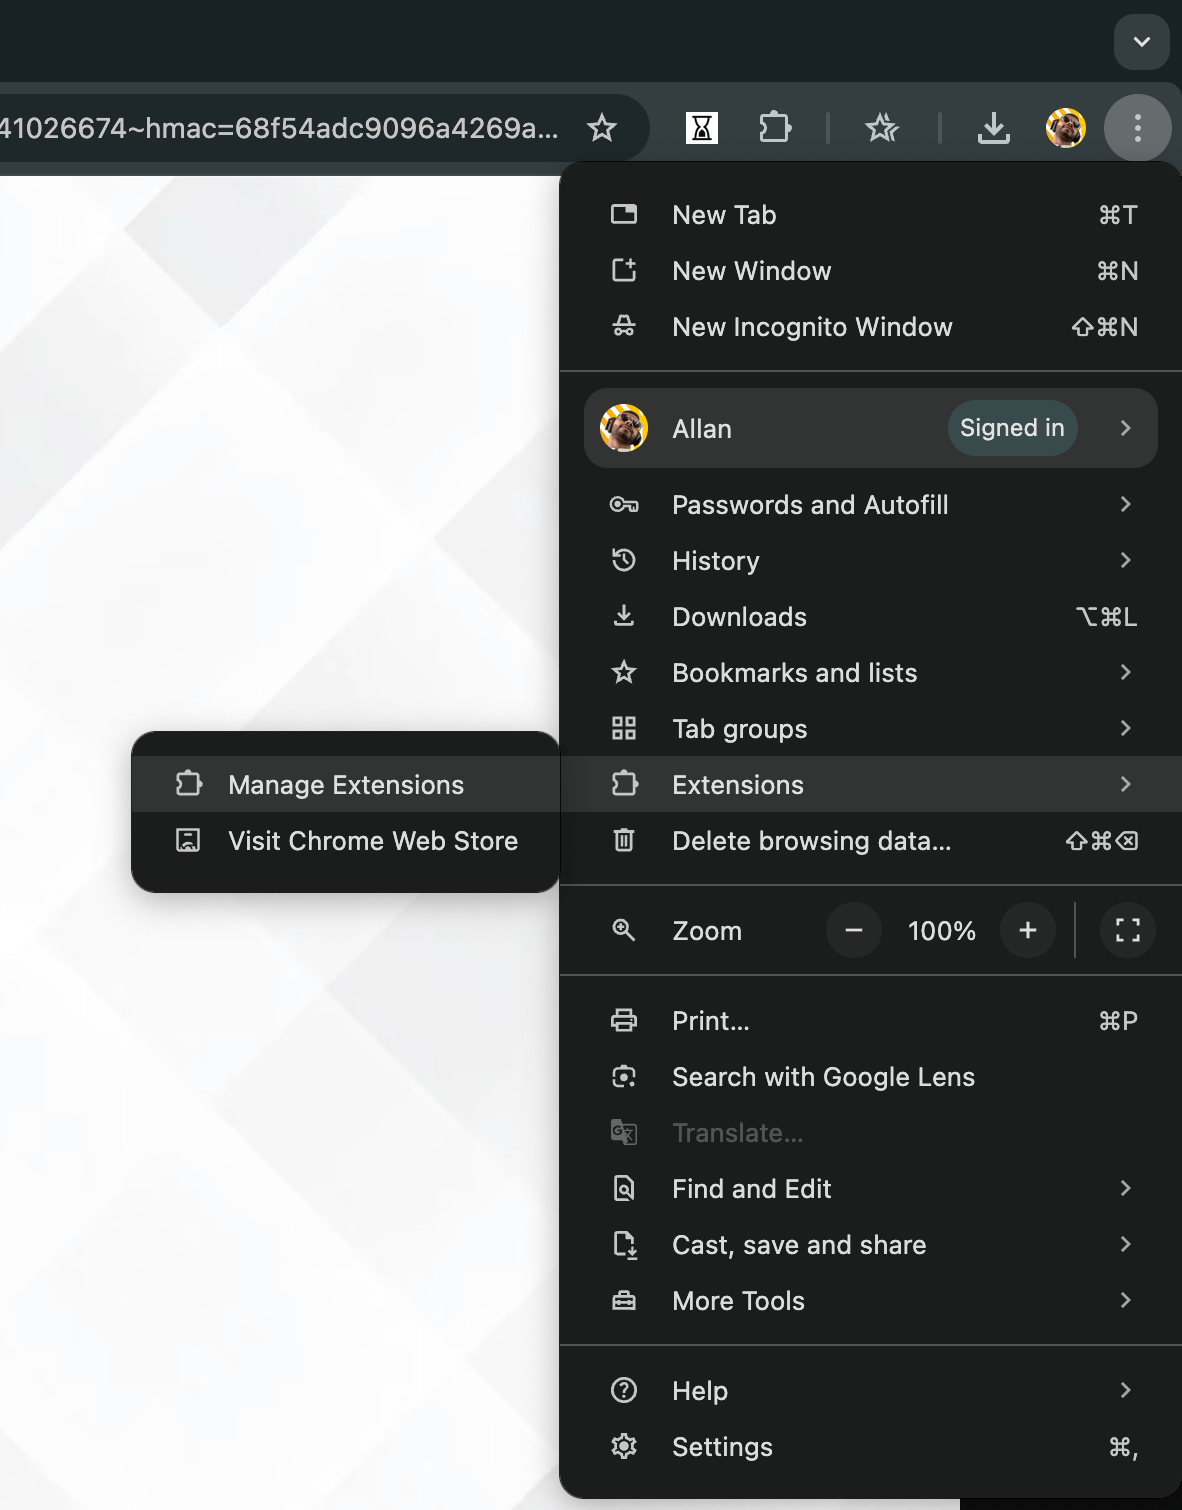 41026674~hmac=68f54adc9096a4269a...
New Tab ⌘T
New Window ⌘N
New Incognito Window ⇧⌘N
Allan Signed in
Passwords and Autofill
History
Downloads ⌥⌘L
Bookmarks and lists
Tab groups
Extensions
Manage Extensions
Visit Chrome Web Store
Delete browsing data... ⇧⌘⌫
Zoom − 100% +
Print... ⌘P
Search with Google Lens
Translate...
Find and Edit
Cast, save and share
More Tools
Help
Settings ⌘,